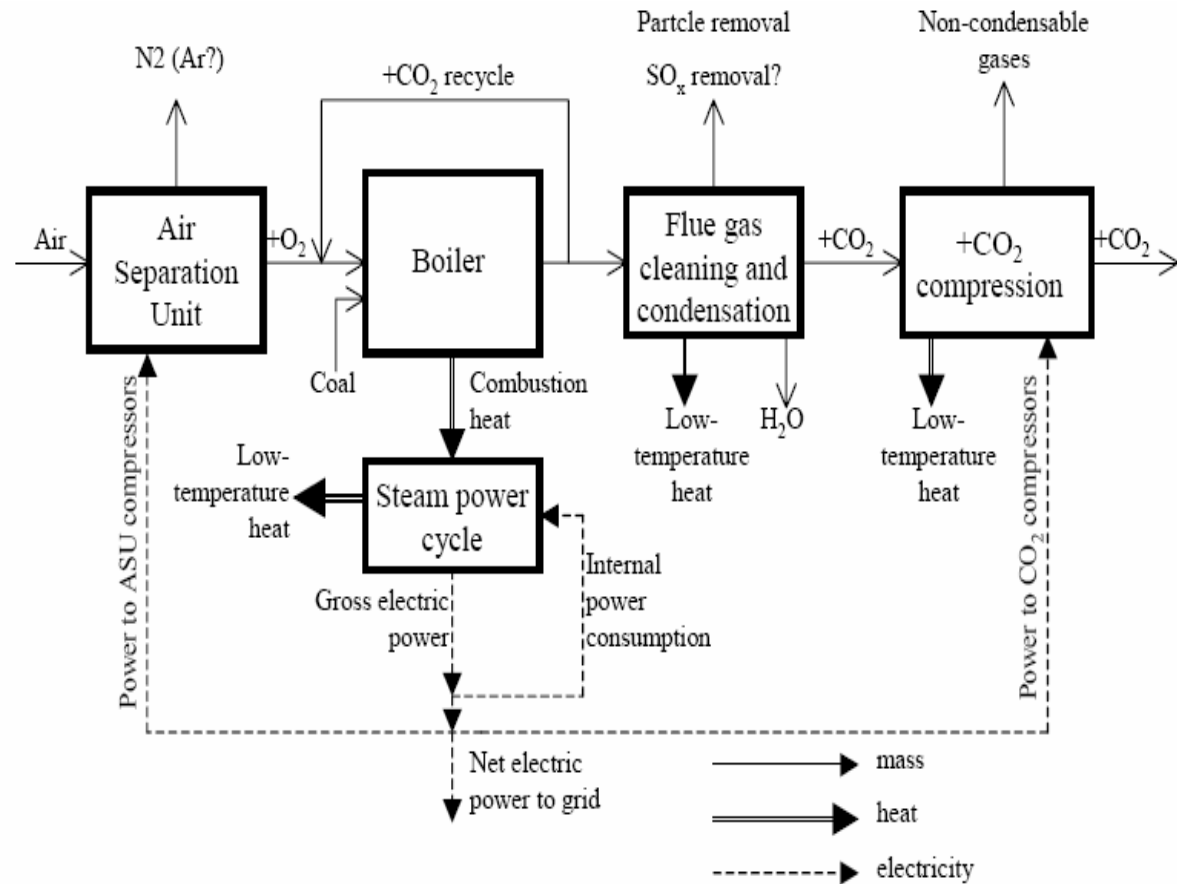 N2 (Ar?)
+CO₂ recycle
Partcle removal
SOₓ removal?
Non-condensable
gases
Air
Air
Separation
Unit
+O₂
Boiler
Flue gas
cleaning and
condensation
+CO₂
+CO₂
compression
+CO₂
Coal
Combustion
heat
Low-
temperature
heat
H₂O
Low-
temperature
heat
Low-
temperature
heat
Steam power
cycle
Internal
power
consumption
Gross electric
power
Power to ASU compressors
Power to CO₂ compressors
Net electric
power to grid
mass
heat
electricity